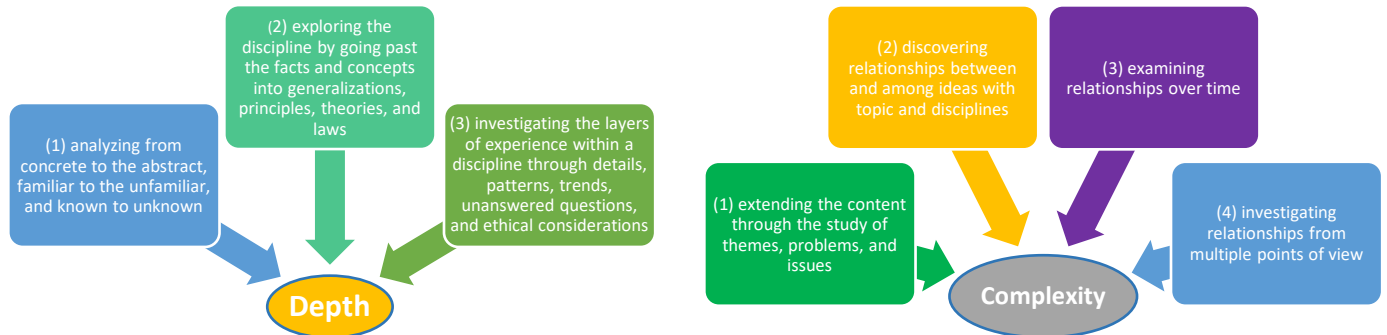 (1) analyzing from
concrete to the abstract,
familiar to the unfamiliar,
and known to unknown
(2) exploring the
discipline by going past
the facts and concepts
into generalizations,
principles, theories, and
laws
(3) investigating the layers
of experience within a
discipline through details,
patterns, trends,
unanswered questions,
and ethical considerations
Depth
(1) extending the content
through the study of
themes, problems, and
issues
(2) discovering
relationships between
and among ideas with
topic and disciplines
(3) examining
relationships over time
(4) investigating
relationships from
multiple points of view
Complexity